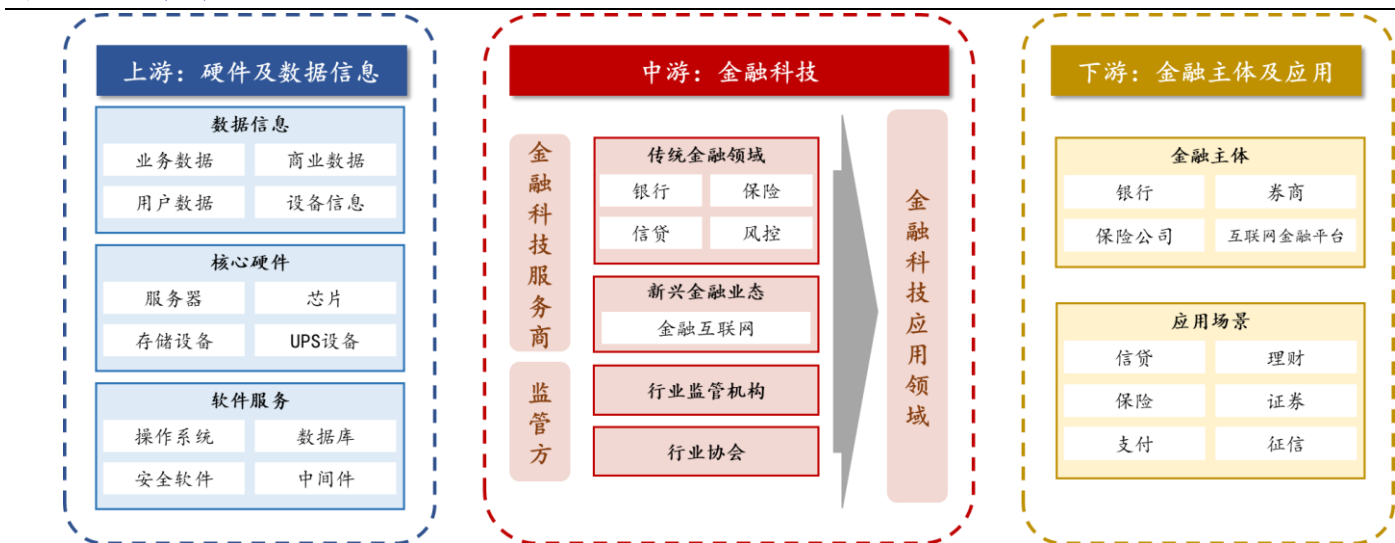 上游：硬件及数据信息
数据信息
业务数据 商业数据
用户数据 设备信息
核心硬件
服务器 芯片
存储设备 UPS设备
软件服务
操作系统 数据库
安全软件 中间件
中游：金融科技
金融科技服务商
传统金融领域
银行 保险
信贷 风控
新兴金融业态
金融互联网
监管方
行业监管机构
行业协会
金融科技应用领域
下游：金融主体及应用
金融主体
银行 券商
保险公司 互联网金融平台
应用场景
信贷 理财
保险 证券
支付 征信